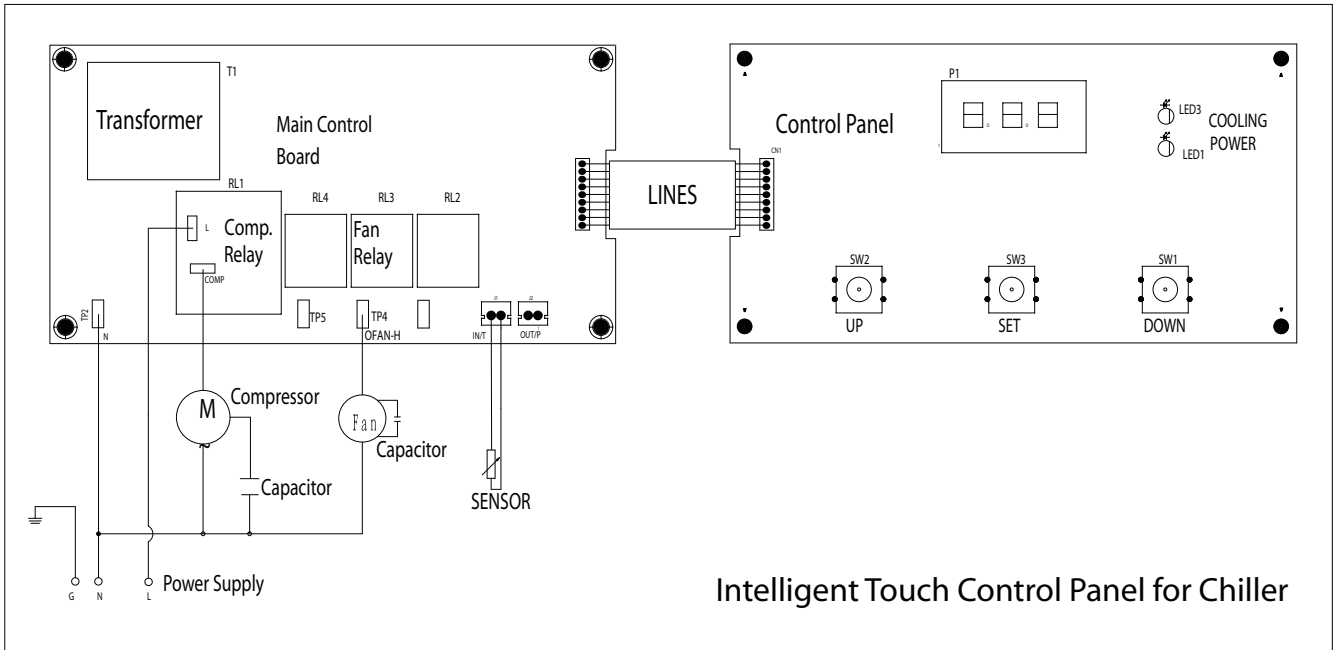 T1
Transformer
Main Control
Board
RL1
L
Comp.
Relay
COMP
RL4
RL3
Fan
Relay
RL2
TP2
N
TP5
TP4
OFAN-H
J1
IN/T
J2
OUT/P
LINES
CN1
Control Panel
P1
LED3
COOLING
LED1
POWER
SW2
UP
SW3
SET
SW1
DOWN
M
Compressor
Capacitor
Fan
Capacitor
SENSOR
G
N
L
Power Supply
Intelligent Touch Control Panel for Chiller